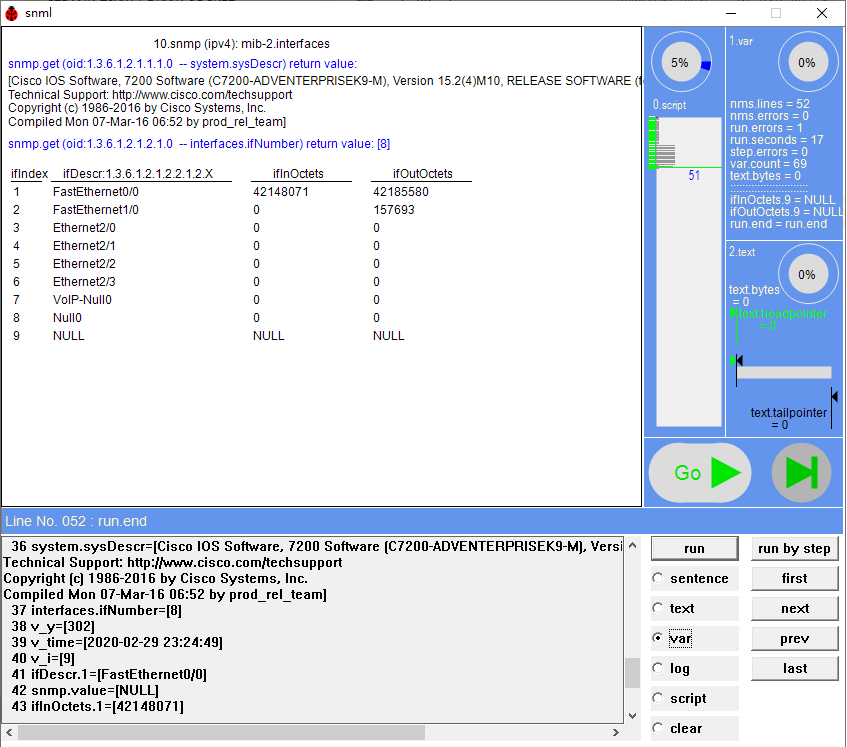 snml
10.snmp (ipv4): mib-2.interfaces
snmp.get (oid:1.3.6.1.2.1.1.1.0 -- system.sysDescr) return value:
[Cisco IOS Software, 7200 Software (C7200-ADVENTERPRISEK9-M), Version 15.2(4)M10, RELEASE SOFTWARE (f
Technical Support: http://www.cisco.com/techsupport
Copyright (c) 1986-2016 by Cisco Systems, Inc.
Compiled Mon 07-Mar-16 06:52 by prod_rel_team]
snmp.get (oid:1.3.6.1.2.1.2.1.0 -- interfaces.ifNumber) return value: [8]
ifIndex ifDescr:1.3.6.1.2.1.2.2.1.2.X ifInOctets ifOutOctets
1 FastEthernet0/0 42148071 42185580
2 FastEthernet1/0 0 157693
3 Ethernet2/0 0 0
4 Ethernet2/1 0 0
5 Ethernet2/2 0 0
6 Ethernet2/3 0 0
7 VoIP-Null0 0 0
8 Null0 0 0
9 NULL NULL NULL
5%
0.script
51
1.var
0%
nms.lines = 52
nms.errors = 0
run.errors = 1
run.seconds = 17
step.errors = 0
var.count = 69
text.bytes = 0
::::::::::::::::::::::::::
ifInOctets.9 = NULL
ifOutOctets.9 = NULL
run.end = run.end
2.text
0%
text.bytes
= 0
text.headpointer
= 0
text.tailpointer
= 0
Go
Line No. 052 : run.end
36 system.sysDescr=[Cisco IOS Software, 7200 Software (C7200-ADVENTERPRISEK9-M), Versi
Technical Support: http://www.cisco.com/techsupport
Copyright (c) 1986-2016 by Cisco Systems, Inc.
Compiled Mon 07-Mar-16 06:52 by prod_rel_team]
37 interfaces.ifNumber=[8]
38 v_y=[302]
39 v_time=[2020-02-29 23:24:49]
40 v_i=[9]
41 ifDescr.1=[FastEthernet0/0]
42 snmp.value=[NULL]
43 ifInOctets.1=[42148071]
run run by step
sentence first
text next
var prev
log last
script
clear